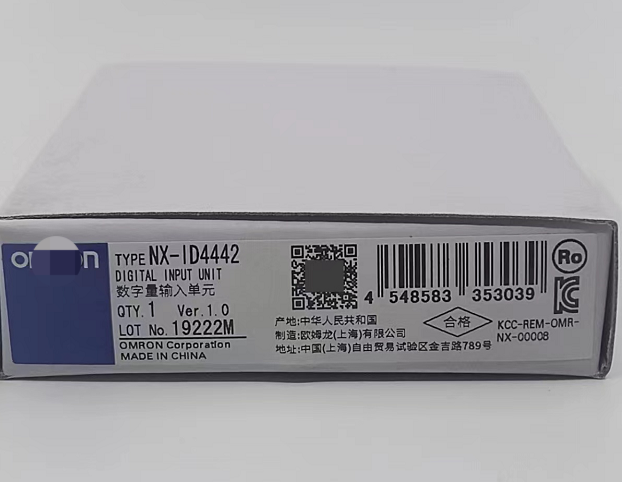 TYPE NX-ID4442
DIGITAL INPUT UNIT
数字量输入单元
QTY. 1 Ver.1.0
LOT No. 19222M
OMRON Corporation
MADE IN CHINA
4 548583 353039
产地:中华人民共和国
制造:欧姆龙(上海)有限公司
地址:中国(上海)自由贸易试验区金吉路789号
合格
Ro
KCC-REM-OMR-
NX-00008